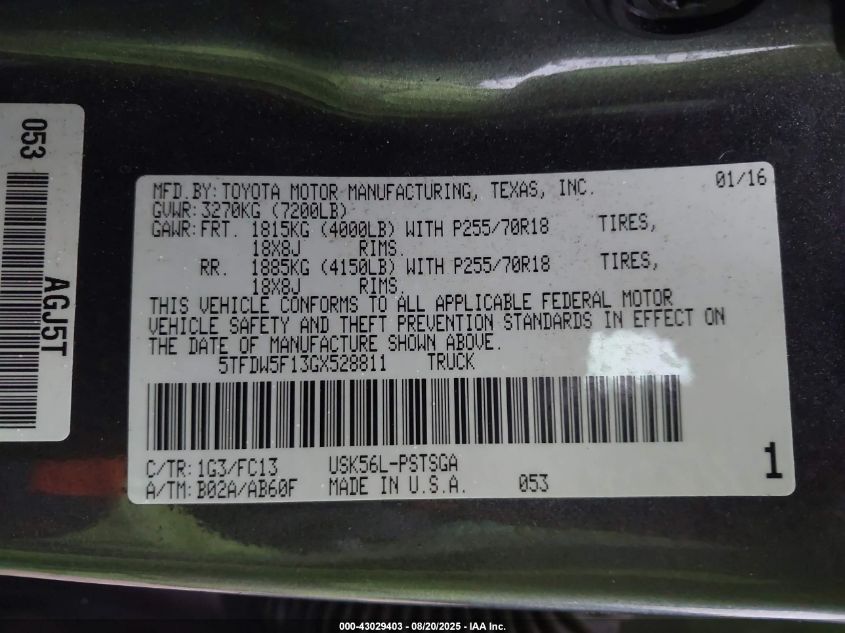 053
AGJ5T
MFD.BY:TOYOTA MOTOR MANUFACTURING, TEXAS, INC. 01/16
GVWR:3270KG (7200LB)
GAWR:FRT. 1815KG (4000LB) WITH P255/70R18 TIRES,
18X8J RIMS.
RR. 1885KG (4150LB) WITH P255/70R18 TIRES,
18X8J RIMS.
THIS VEHICLE CONFORMS TO ALL APPLICABLE FEDERAL MOTOR
VEHICLE SAFETY AND THEFT PREVENTION STANDARDS IN EFFECT ON
THE DATE OF MANUFACTURE SHOWN ABOVE.
5TFDW5F13GX528811 TRUCK
C/TR:1G3/FC13 USK56L-PSTSGA
A/TM:B02A/AB60F MADE IN U.S.A. 053
1
000-43029403 - 08/20/2025 - IAA Inc.